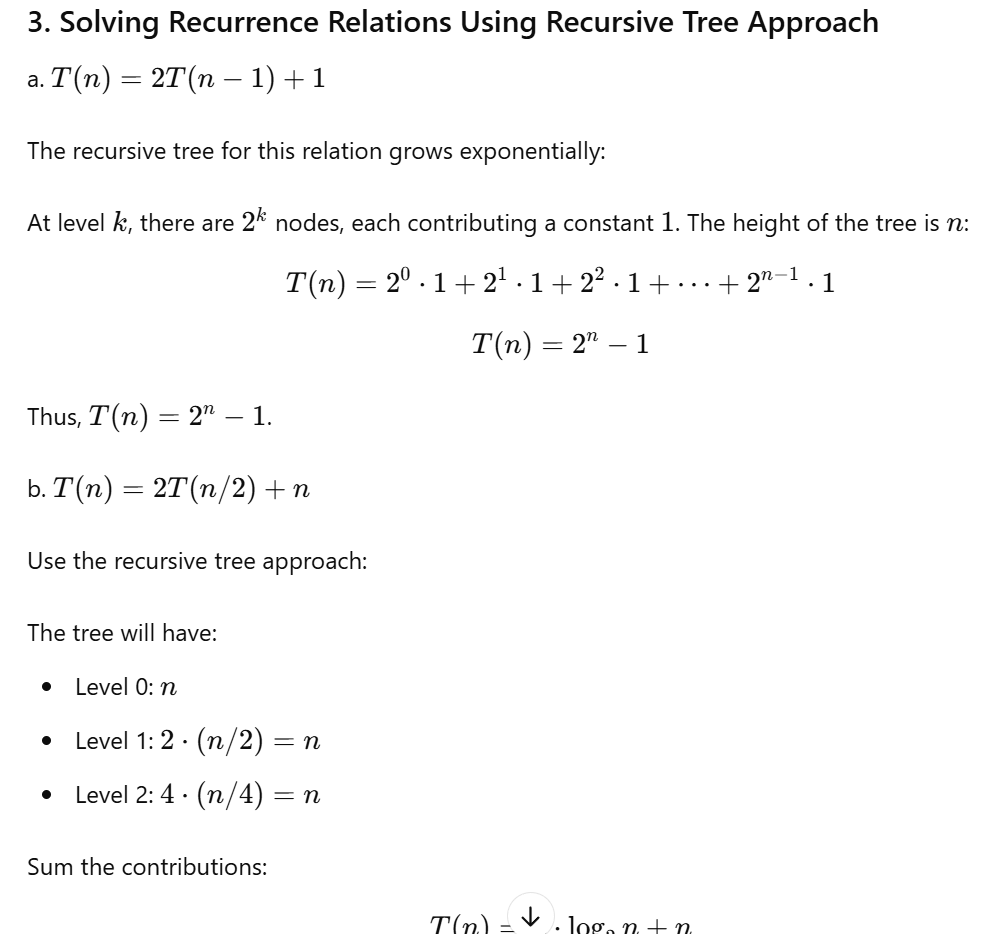 3. Solving Recurrence Relations Using Recursive Tree Approach
a. T(n) = 2T(n − 1) + 1
The recursive tree for this relation grows exponentially:
At level k, there are 2^k nodes, each contributing a constant 1. The height of the tree is n:
T(n) = 2^0 · 1 + 2^1 · 1 + 2^2 · 1 + ⋯ + 2^{n−1} · 1
T(n) = 2^n − 1
Thus, T(n) = 2^n − 1.
b. T(n) = 2T(n/2) + n
Use the recursive tree approach:
The tree will have:
• Level 0: n
• Level 1: 2 · (n/2) = n
• Level 2: 4 · (n/4) = n
Sum the contributions:
T(n) = · log₂ n + n